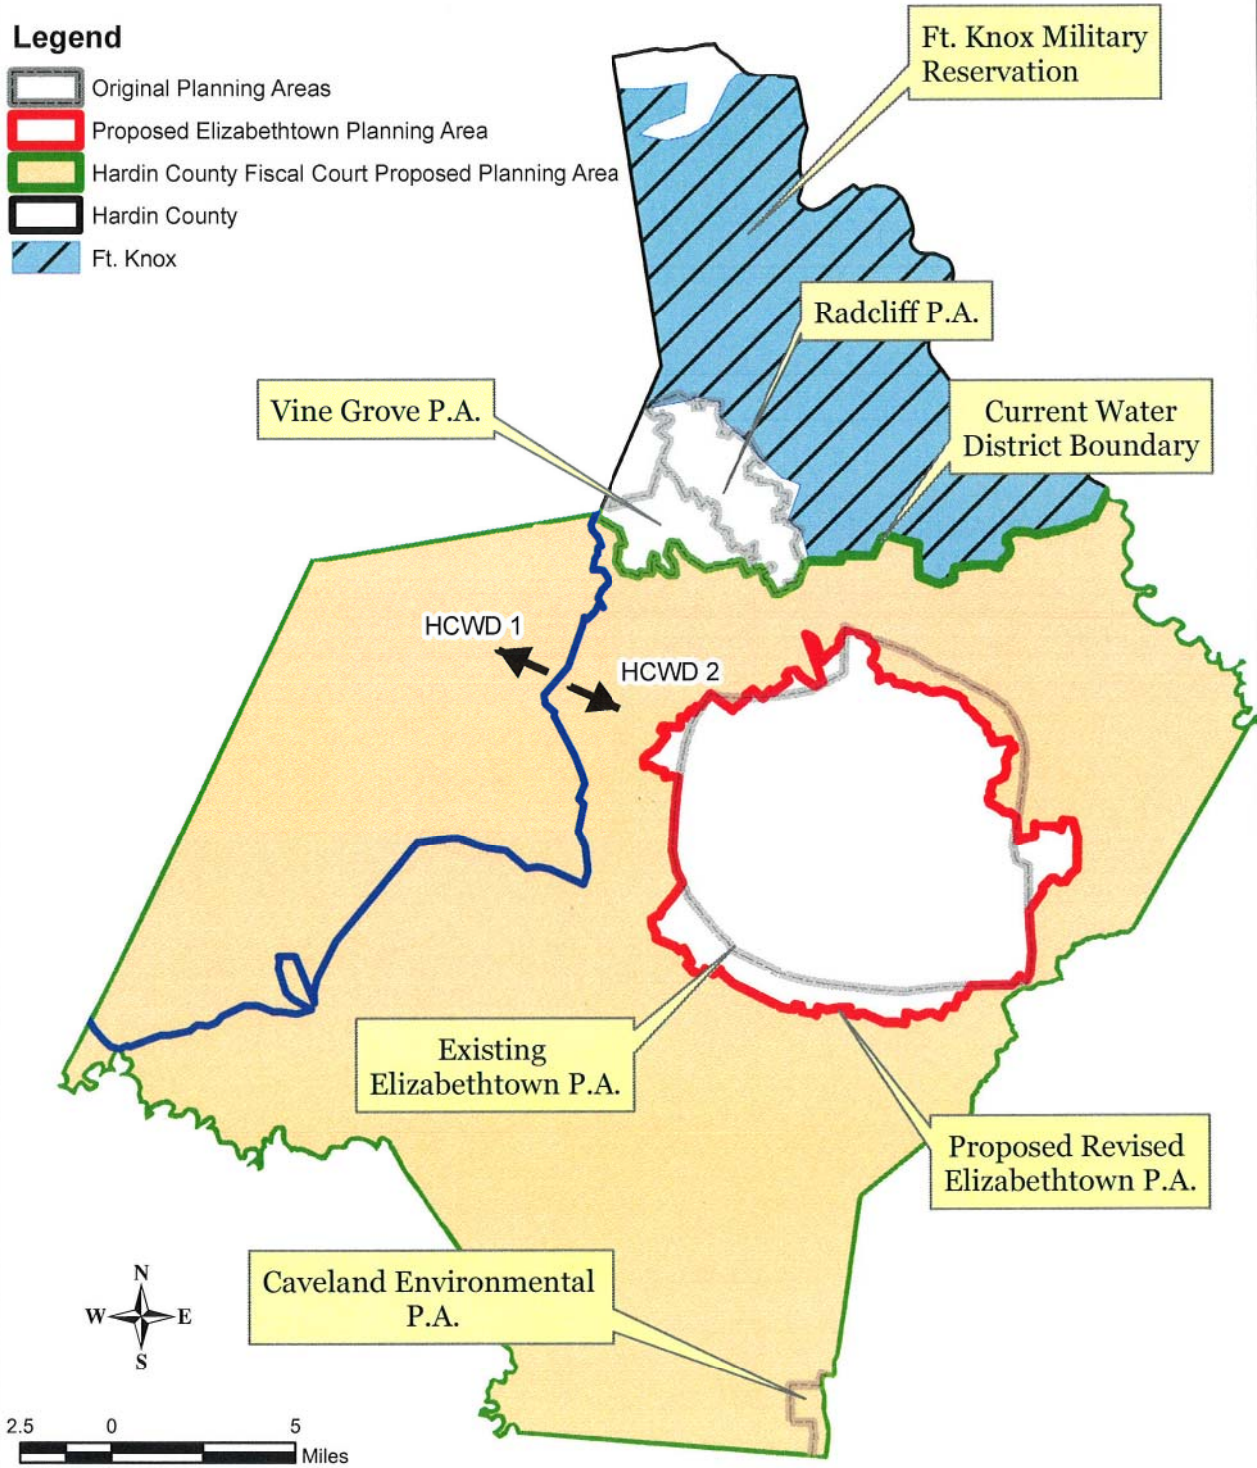 Legend
Original Planning Areas
Proposed Elizabethtown Planning Area
Hardin County Fiscal Court Proposed Planning Area
Hardin County
Ft. Knox
Ft. Knox Military
Reservation
Radcliff P.A.
Vine Grove P.A.
Current Water
District Boundary
HCWD 1
HCWD 2
Existing
Elizabethtown P.A.
Proposed Revised
Elizabethtown P.A.
Caveland Environmental
P.A.
N
W E
S
2.5 0 5
Miles